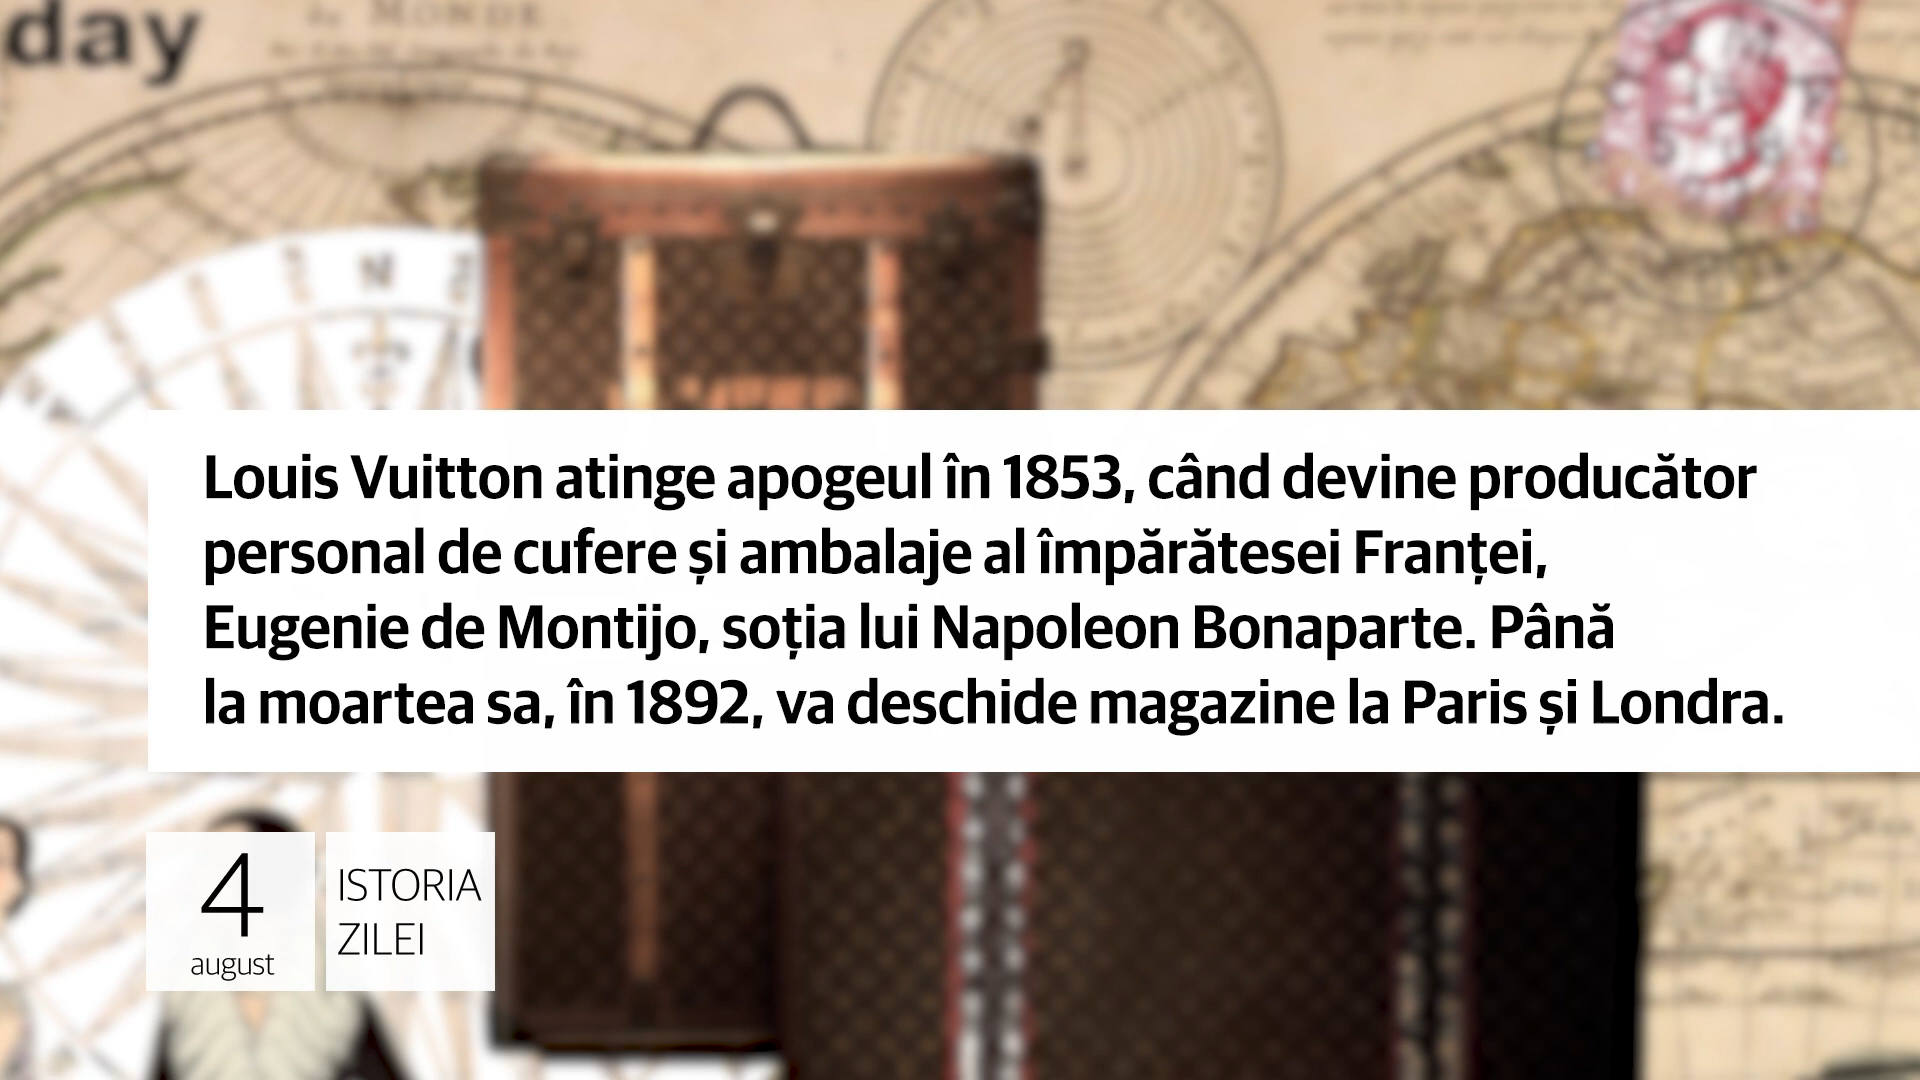 day
MONDE
Louis Vuitton atinge apogeul în 1853, când devine producător
personal de cufere și ambalaje al împărătesei Franței,
Eugenie de Montijo, soția lui Napoleon Bonaparte. Până
la moartea sa, în 1892, va deschide magazine la Paris și Londra.
4
august
ISTORIA
ZILEI